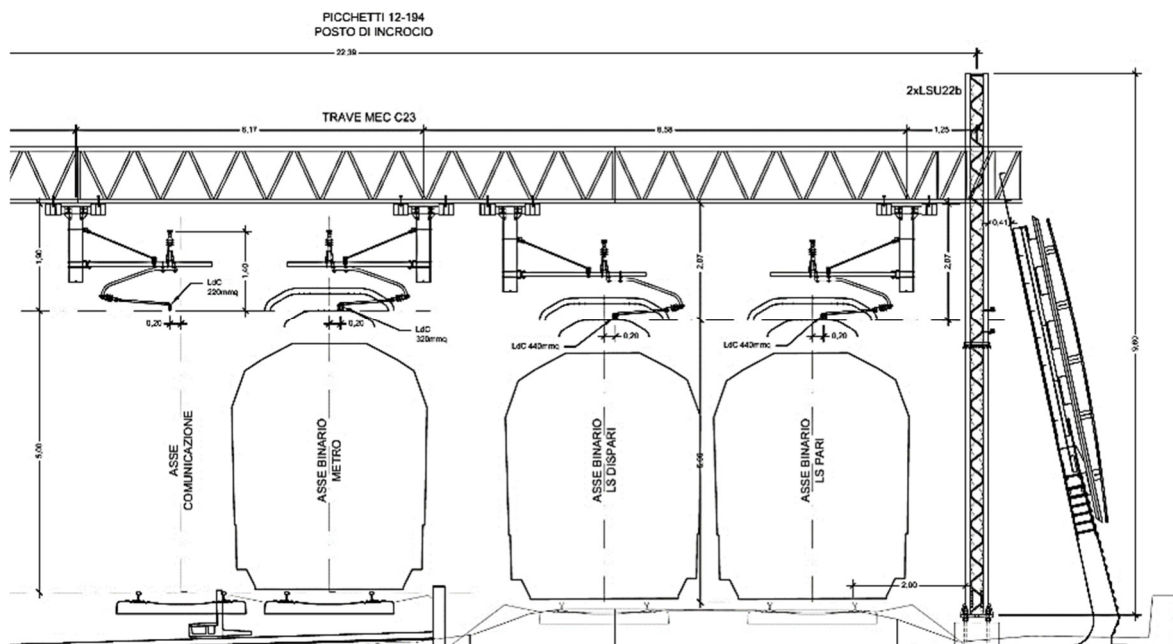 PICCHETTI 12-194
POSTO DI INCROCIO
22,39
2xLSU22b
TRAVE MEC C23
6,17
8,58
1,25
1,90
1,40
2,07
2,07
0,41
LdC
220mmq
0,20
0,20
LdC
320mmq
LdC 440mmq
0,20
LdC 440mmq
0,20
9,60
5,00
ASSE
COMUNICAZIONE
ASSE BINARIO
METRO
ASSE BINARIO
LS DISPARI
ASSE BINARIO
LS PARI
2,00